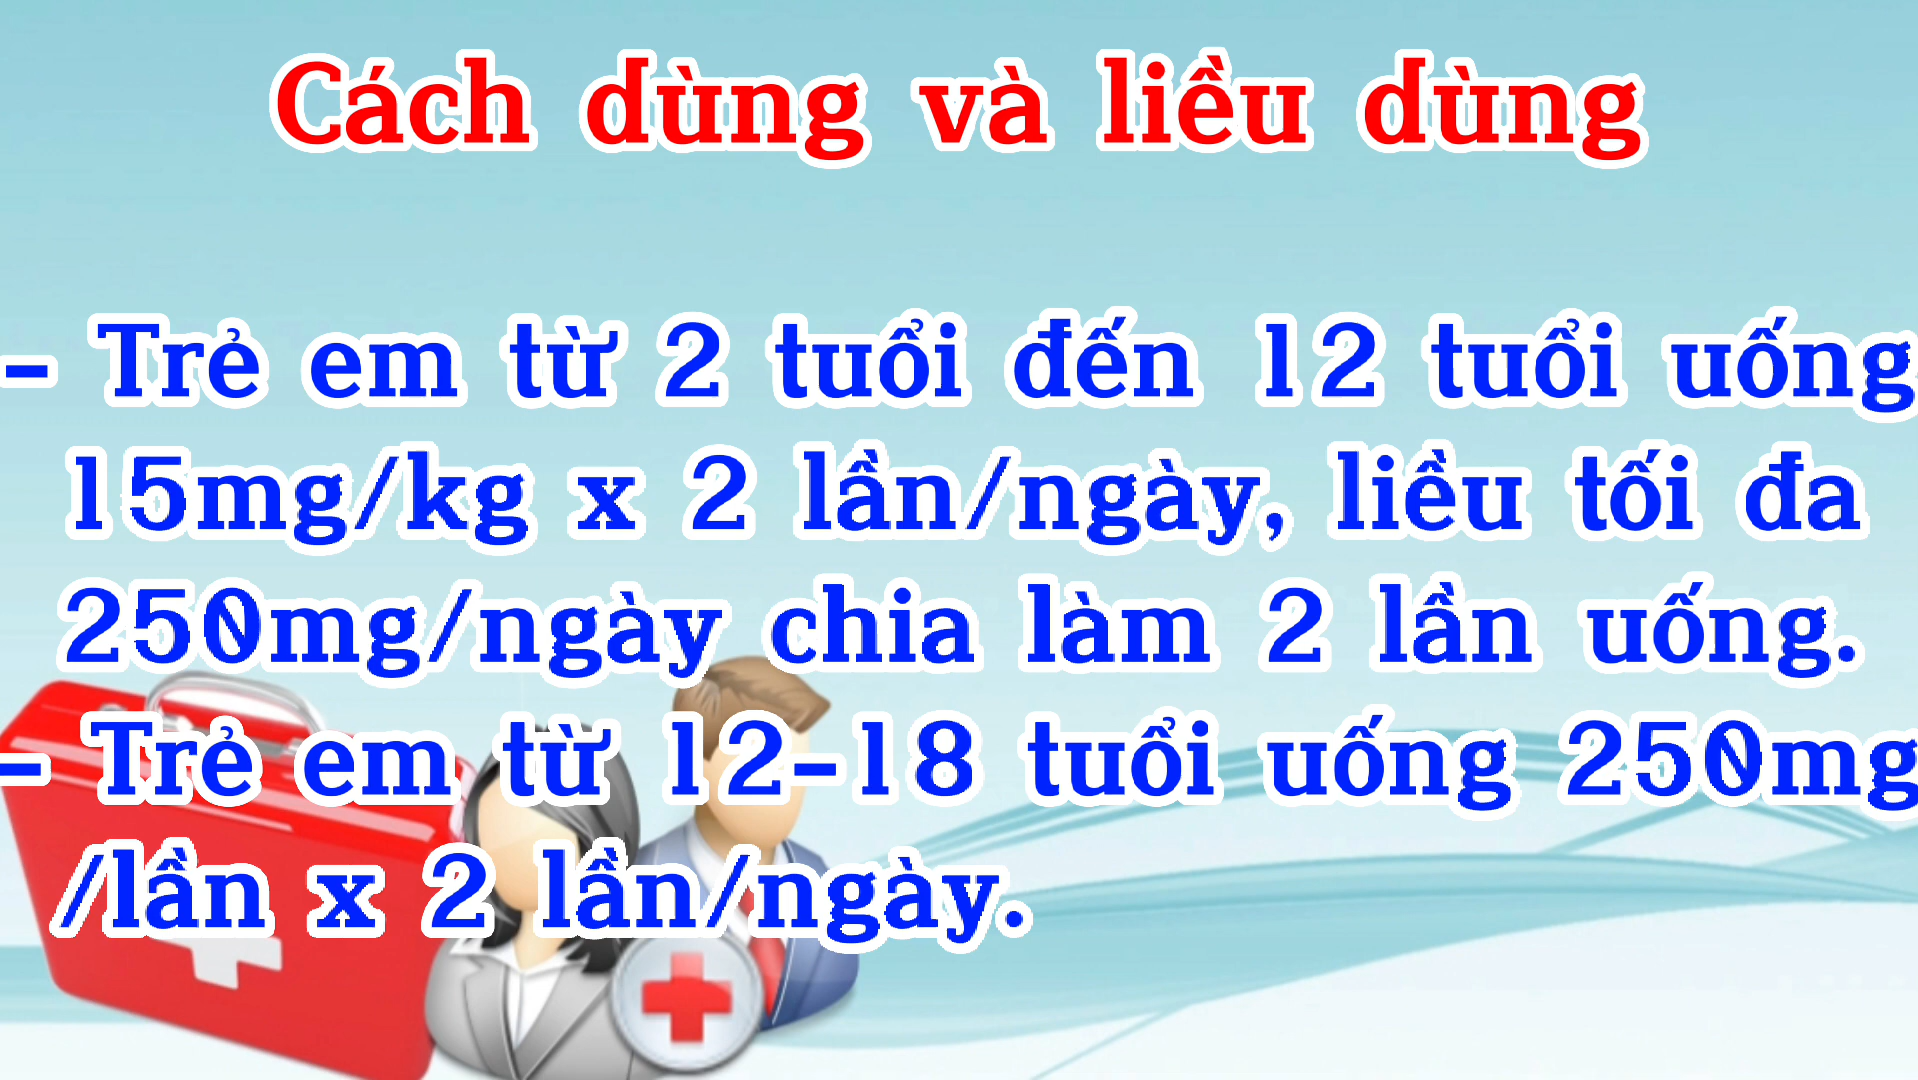 Cách dùng và liều dùng
- Trẻ em từ 2 tuổi đến 12 tuổi uống
15mg/kg x 2 lần/ngày, liều tối đa
250mg/ngày chia làm 2 lần uống.
- Trẻ em từ 12-18 tuổi uống 250mg
/lần x 2 lần/ngày.